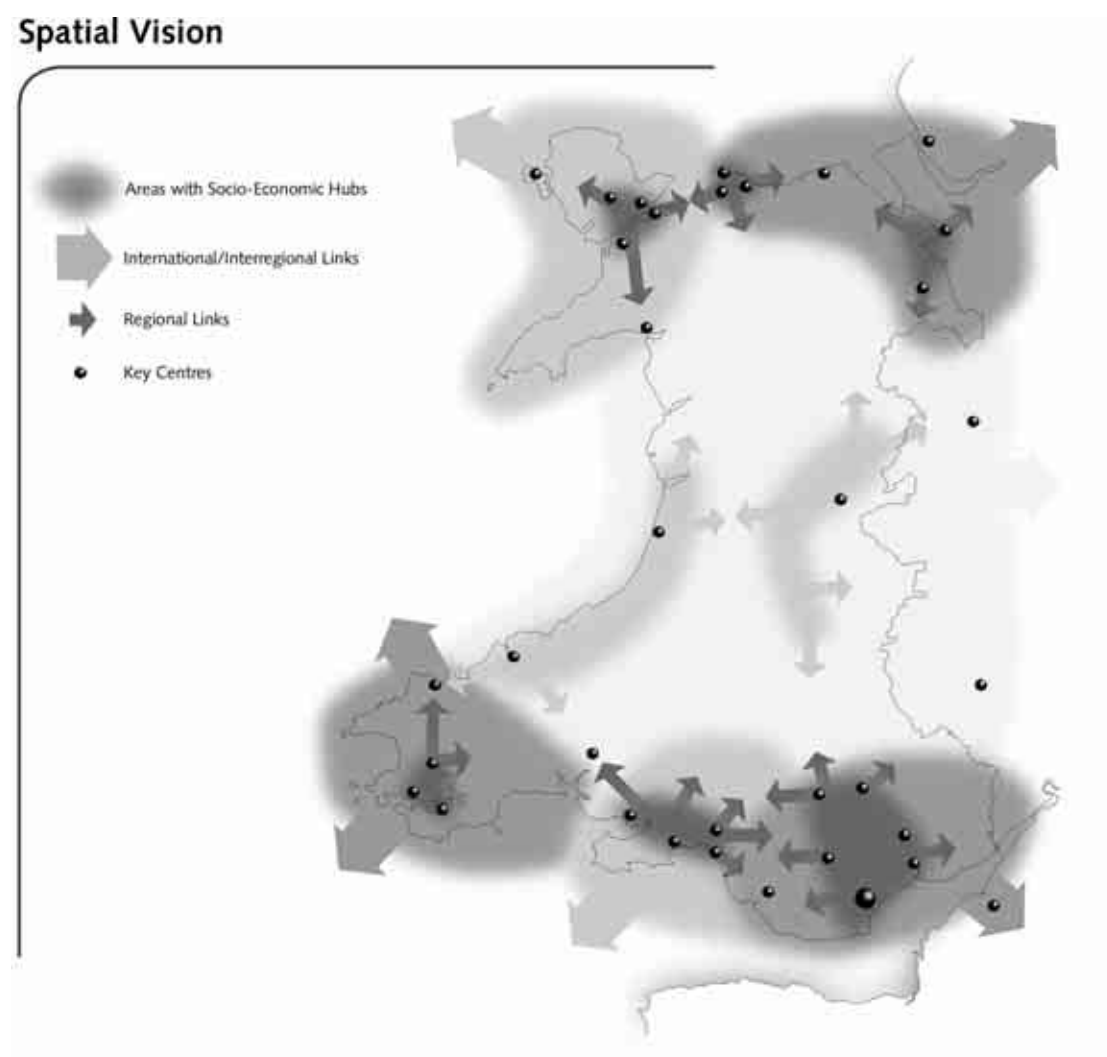 Spatial Vision
Areas with Socio-Economic Hubs
International/Interregional Links
Regional Links
Key Centres